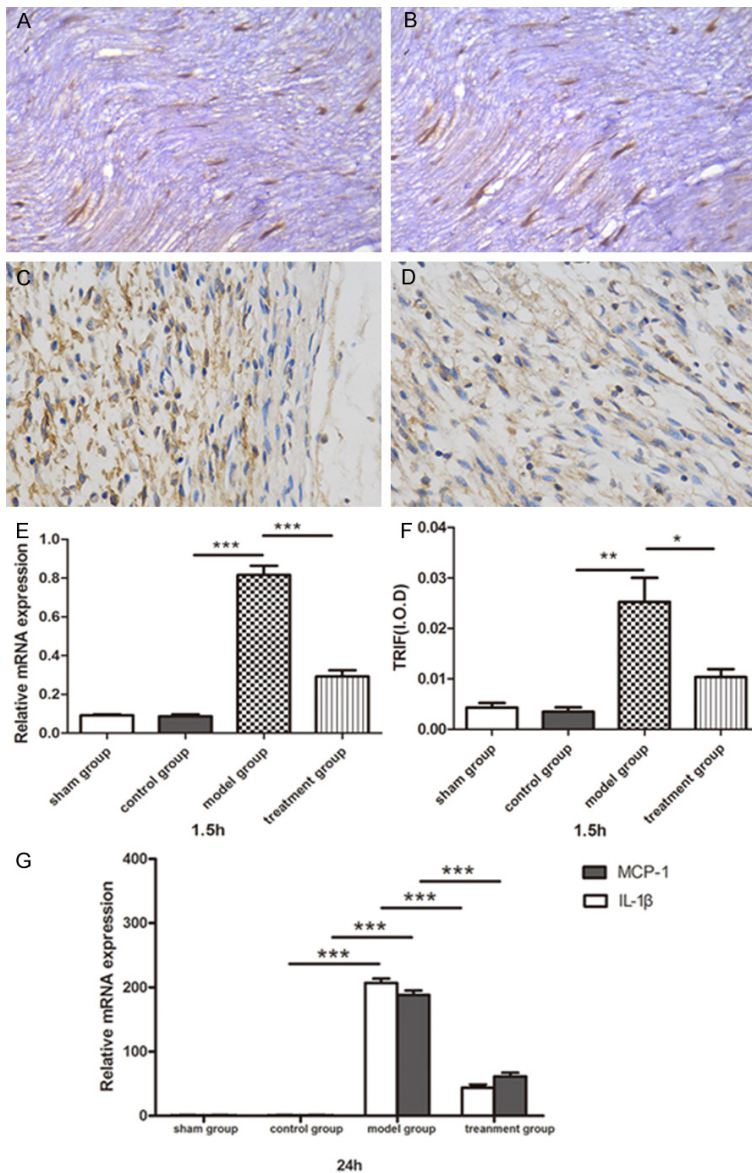 A
B
C
D
E
Relative mRNA expression
1.0
0.8
0.6
0.4
0.2
0.0
***
***
sham group
control group
model group
treatment group
1.5h
F
TRIF(I.O.D)
0.04
0.03
0.02
0.01
0.00
**
*
sham group
control group
model group
treatment group
1.5h
G
Relative mRNA expression
400
300
200
100
0
***
***
***
***
MCP-1
IL-1β
sham group
control group
model group
treanment group
24h